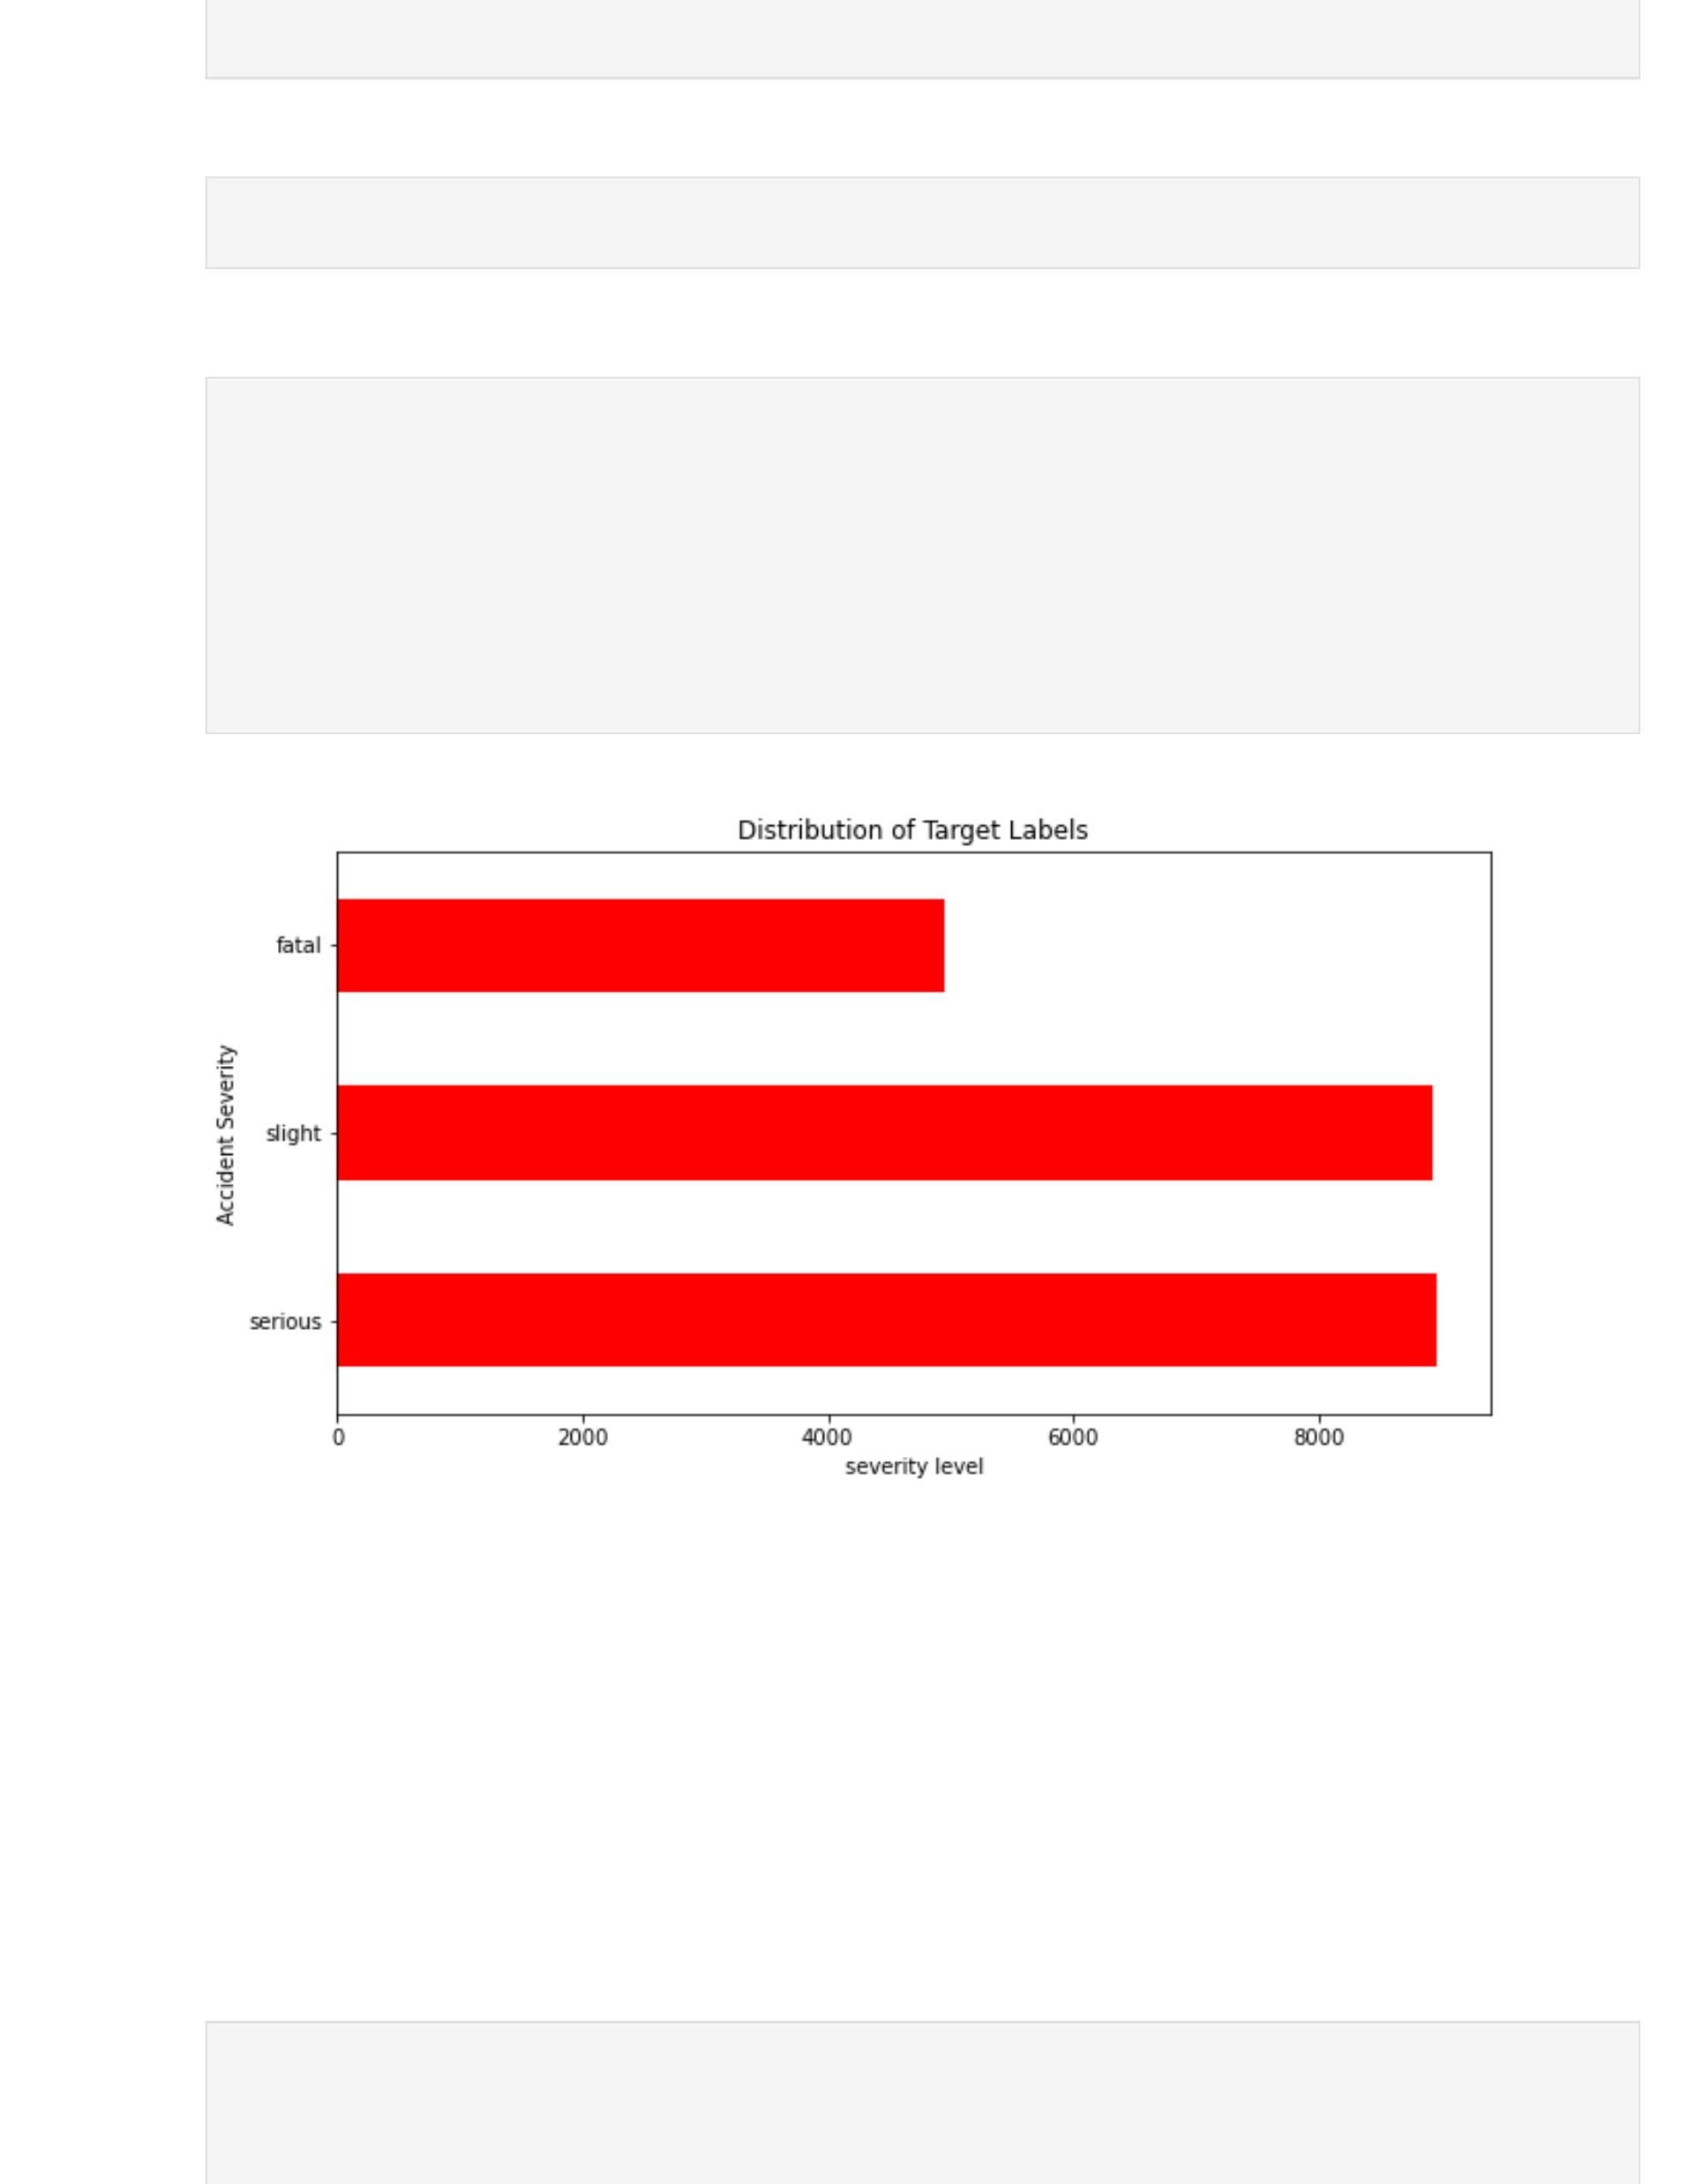 Distribution of Target Labels
fatal
slight
serious
Accident Severity
0 2000 4000 6000 8000
severity level